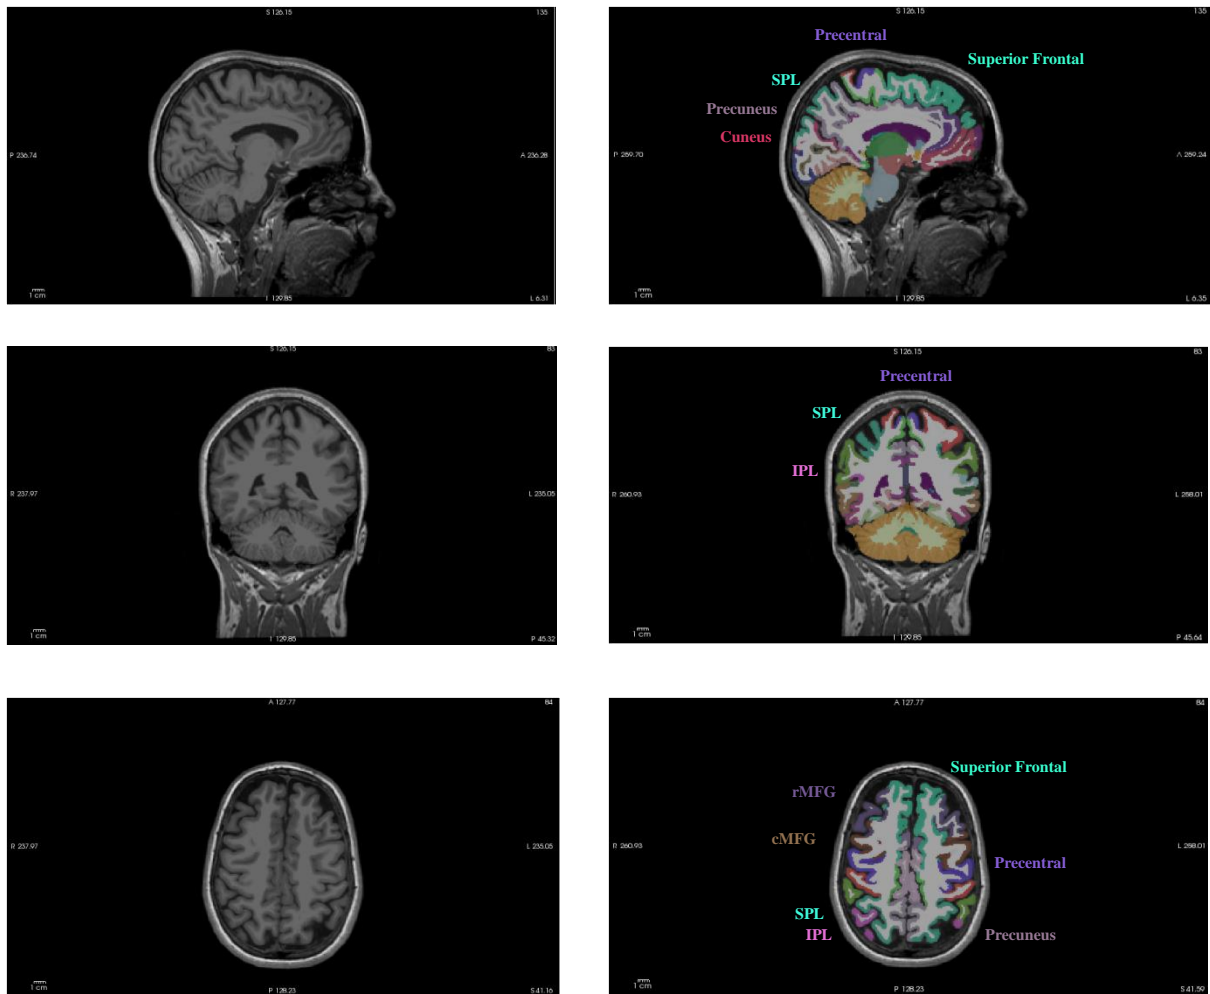 S 126.15
135
P 236.74
A 236.28
1 cm
I 129.85
L 6.31
S 126.15
135
Precentral
Superior Frontal
SPL
Precuneus
Cuneus
P 259.70
A 259.24
1 cm
I 129.85
L 6.35
S 126.15
83
R 237.97
L 235.05
1 cm
I 129.85
P 45.32
S 126.15
83
Precentral
SPL
IPL
R 260.93
L 258.01
1 cm
I 129.85
P 45.64
A 127.77
84
R 237.97
L 235.05
1 cm
P 128.23
S 41.16
A 127.77
84
Superior Frontal
rMFG
cMFG
R 260.93
L 258.01
Precentral
SPL
IPL
Precuneus
1 cm
P 128.23
S 41.59